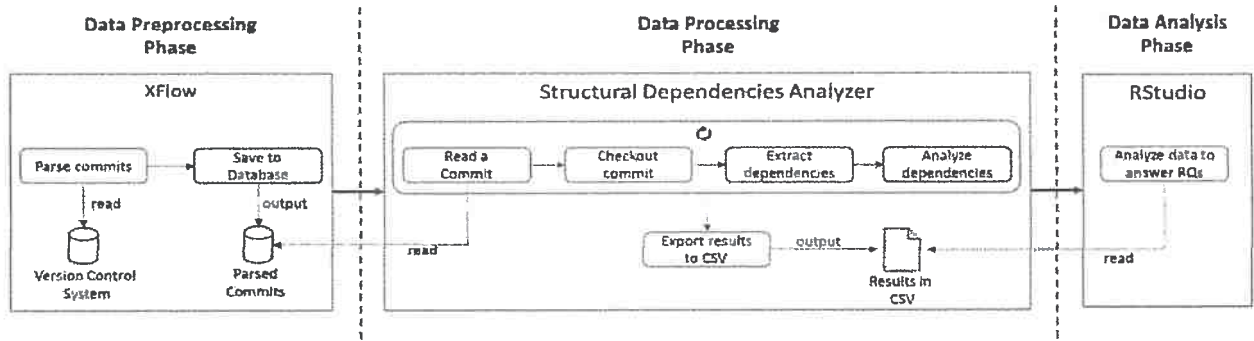 Data Preprocessing
Phase
Data Processing
Phase
Data Analysis
Phase
XFlow
Parse commits
Save to
Database
read
output
Version Control
System
Parsed
Commits
Structural Dependencies Analyzer
Read a
Commit
Checkout
commit
Extract
dependencies
Analyze
dependencies
read
Export results
to CSV
output
Results in
CSV
RStudio
Analyze data to
answer RQs
read